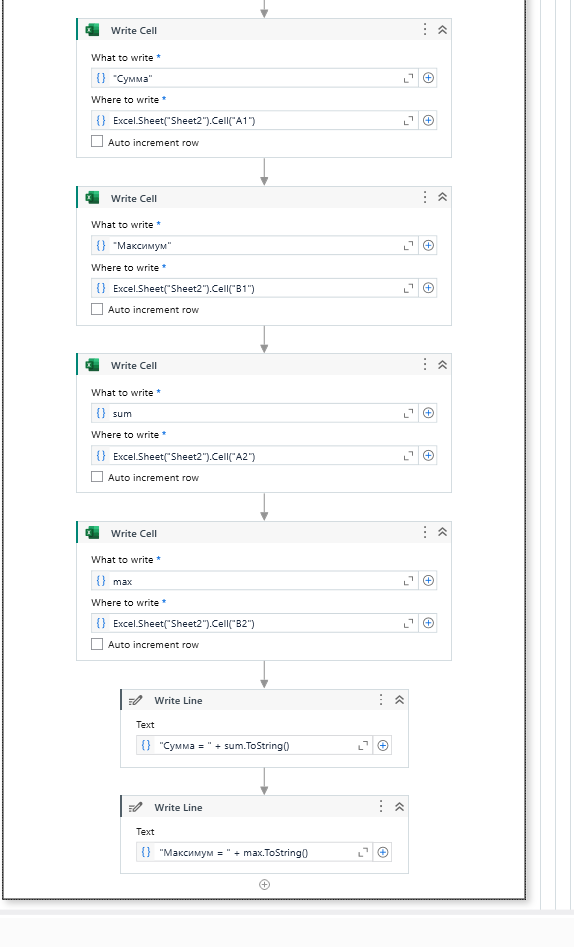 Write Cell
What to write *
"Сумма"
Where to write *
Excel.Sheet("Sheet2").Cell("A1")
Auto increment row
Write Cell
What to write *
"Максимум"
Where to write *
Excel.Sheet("Sheet2").Cell("B1")
Auto increment row
Write Cell
What to write *
sum
Where to write *
Excel.Sheet("Sheet2").Cell("A2")
Auto increment row
Write Cell
What to write *
max
Where to write *
Excel.Sheet("Sheet2").Cell("B2")
Auto increment row
Write Line
Text
"Сумма = " + sum.ToString()
Write Line
Text
"Максимум = " + max.ToString()